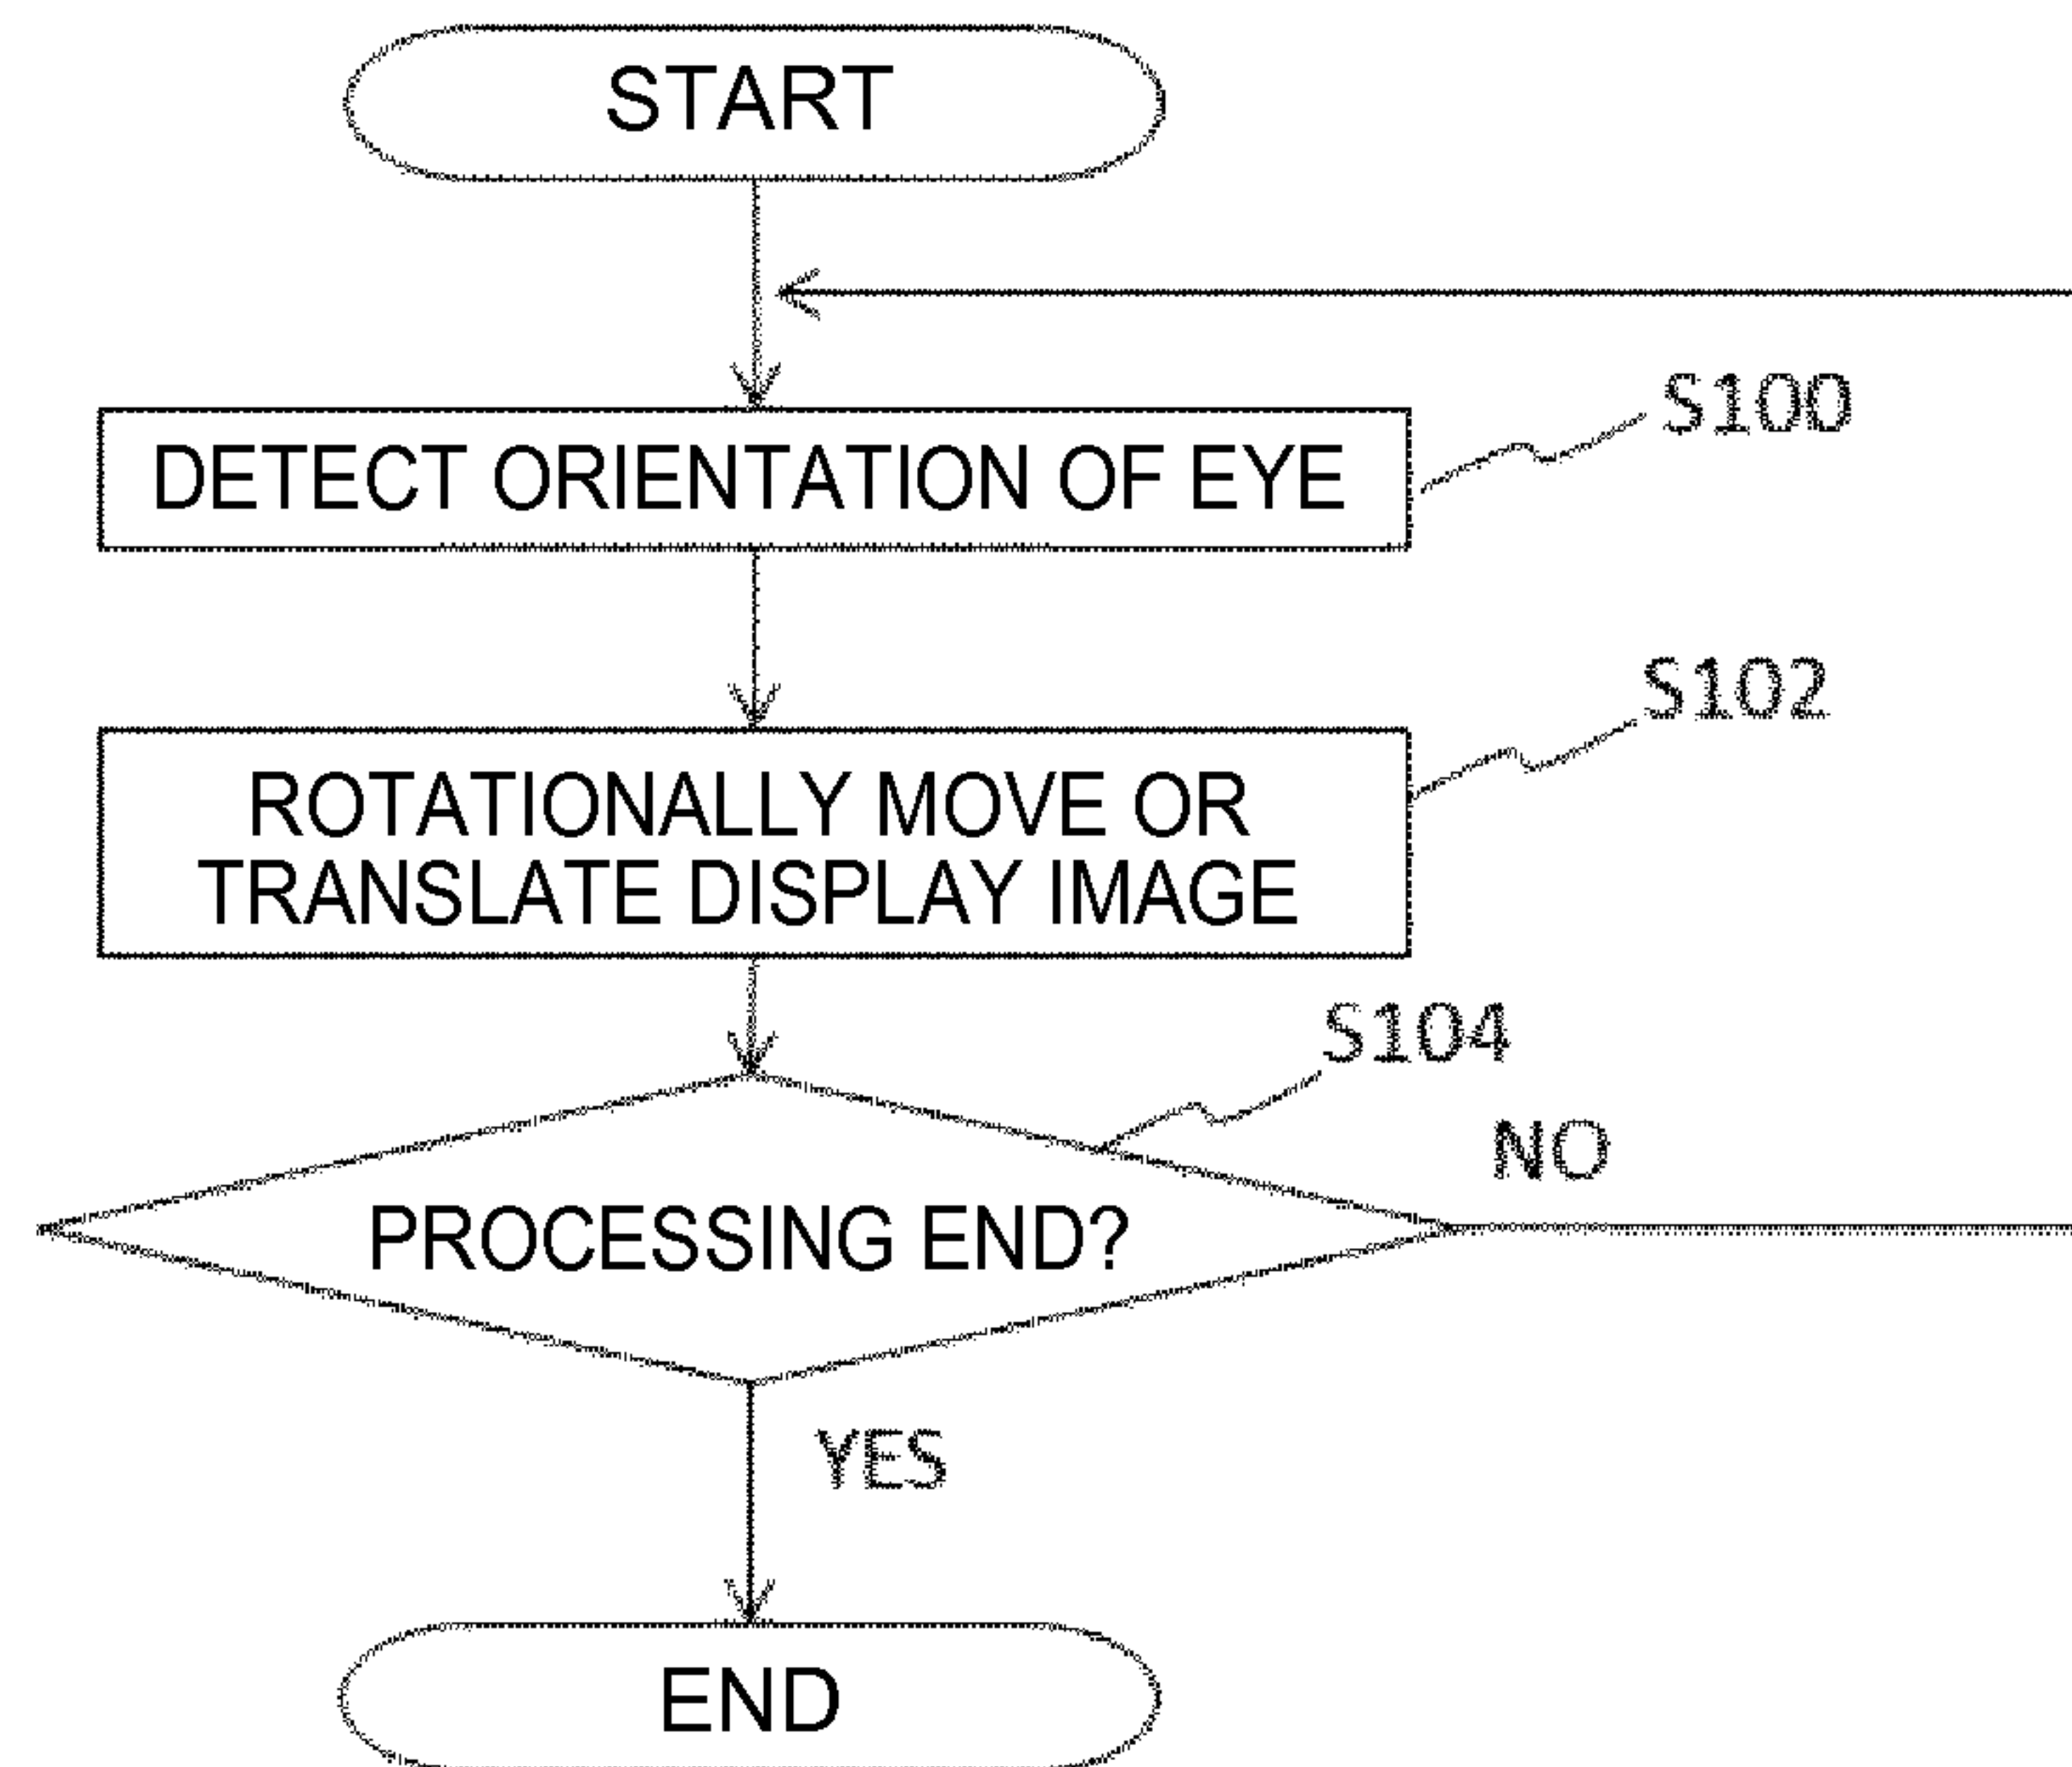 START
DETECT ORIENTATION OF EYE
S100
S102
ROTATIONALLY MOVE OR
TRANSLATE DISPLAY IMAGE
S104
NO
PROCESSING END?
YES
END